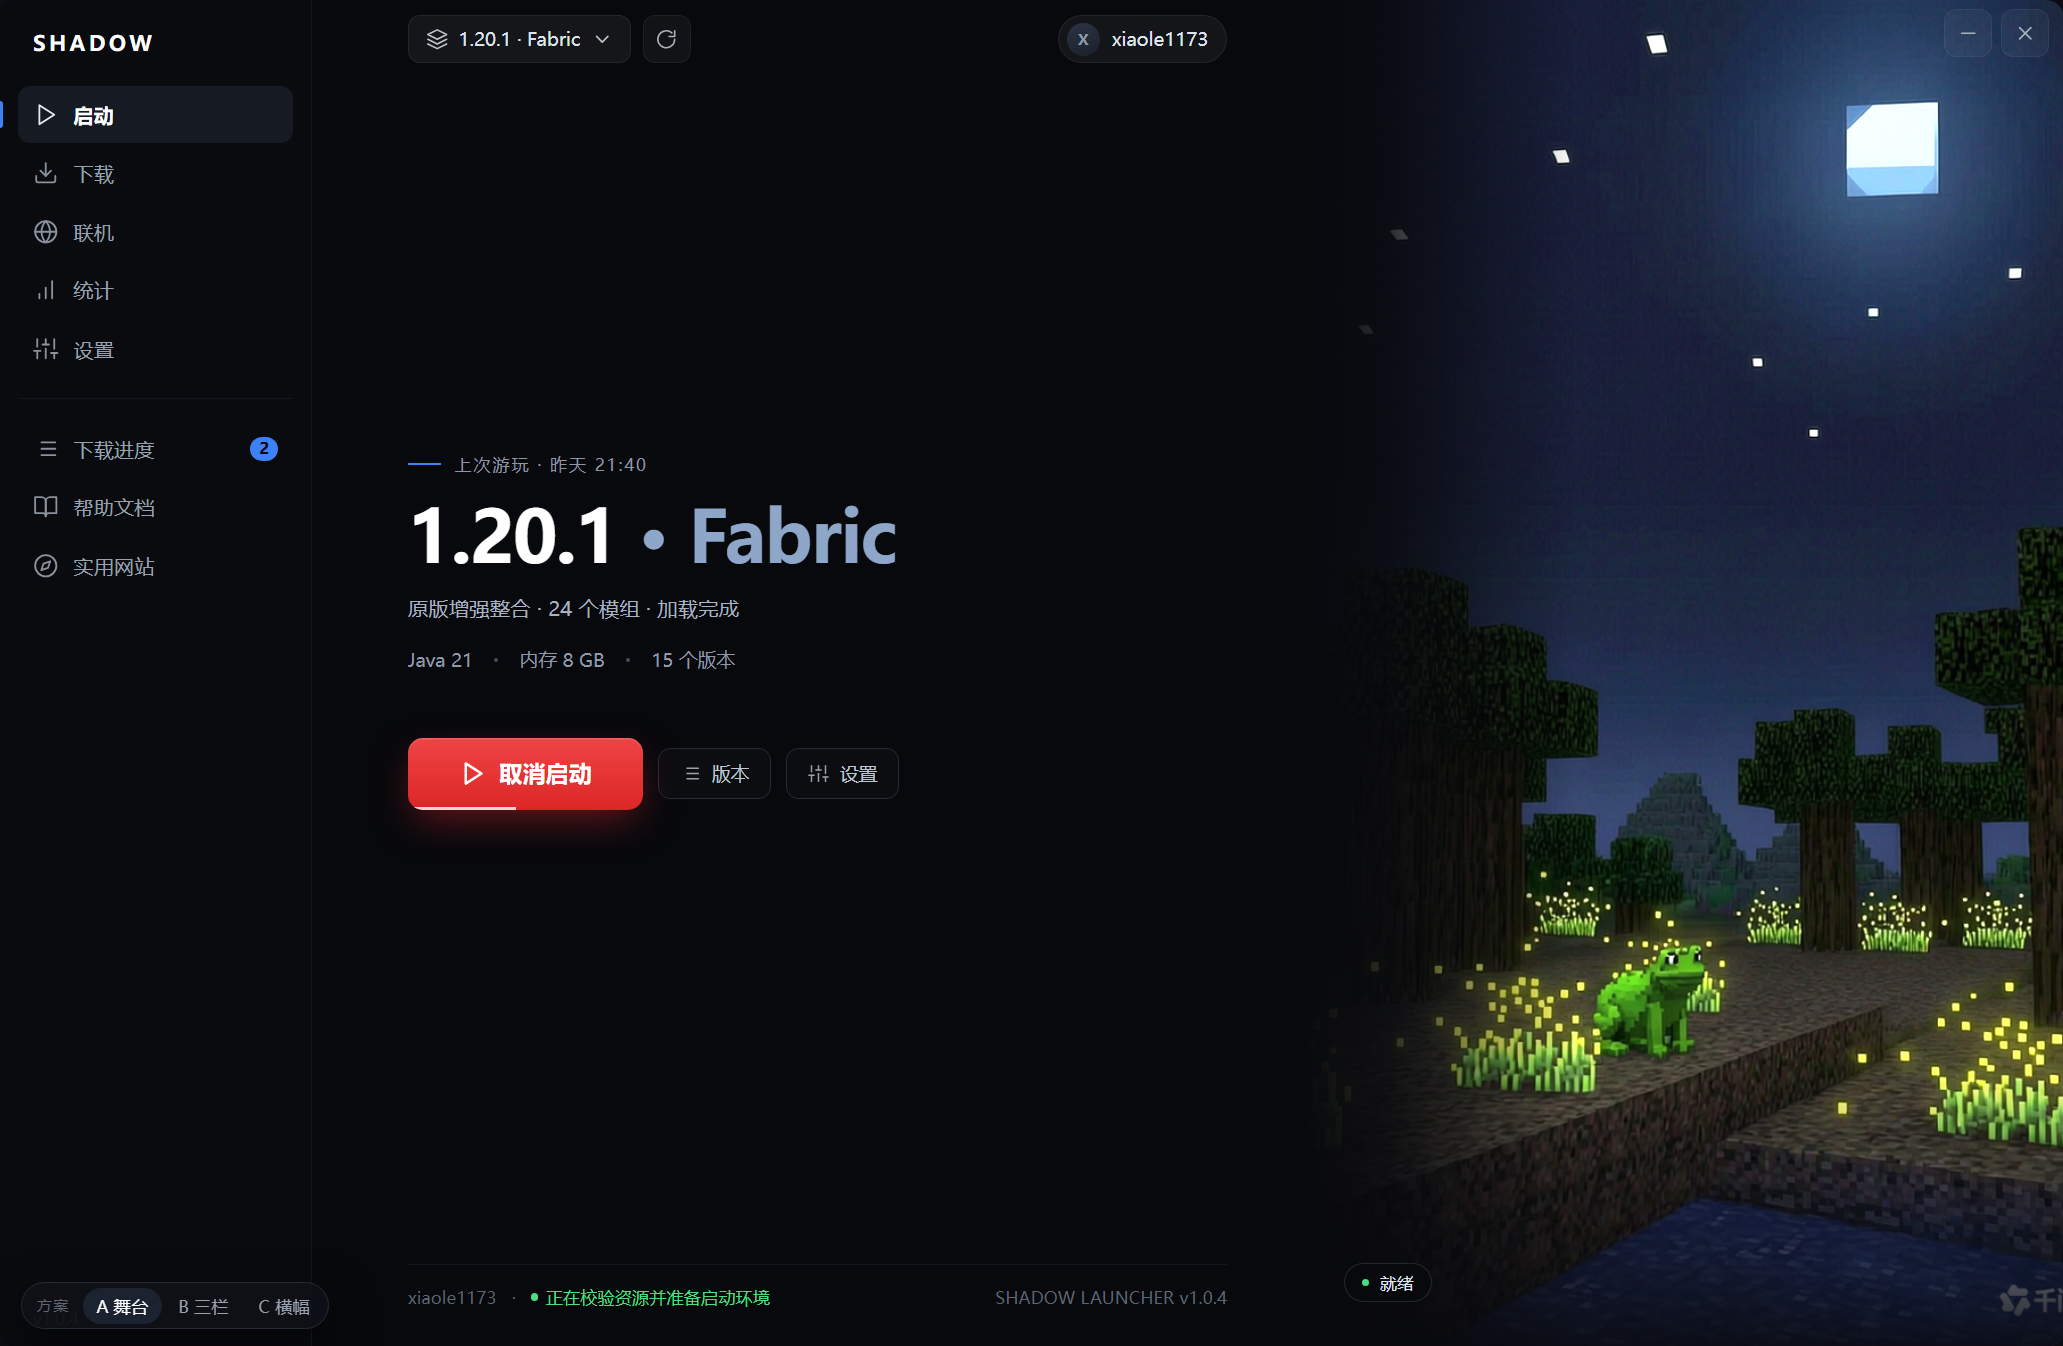 SHADOW
启动
下载
联机
统计
设置
下载进度
2
帮助文档
实用网站
1.20.1 · Fabric
X
xiaole1173
上次游玩 · 昨天 21:40
1.20.1 • Fabric
原版增强整合 · 24 个模组 · 加载完成
Java 21 • 内存 8 GB • 15 个版本
取消启动
版本
设置
xiaole1173 · 正在校验资源并准备启动环境
SHADOW LAUNCHER v1.0.4
就绪
方案
A 舞台
B 三栏
C 横幅
千